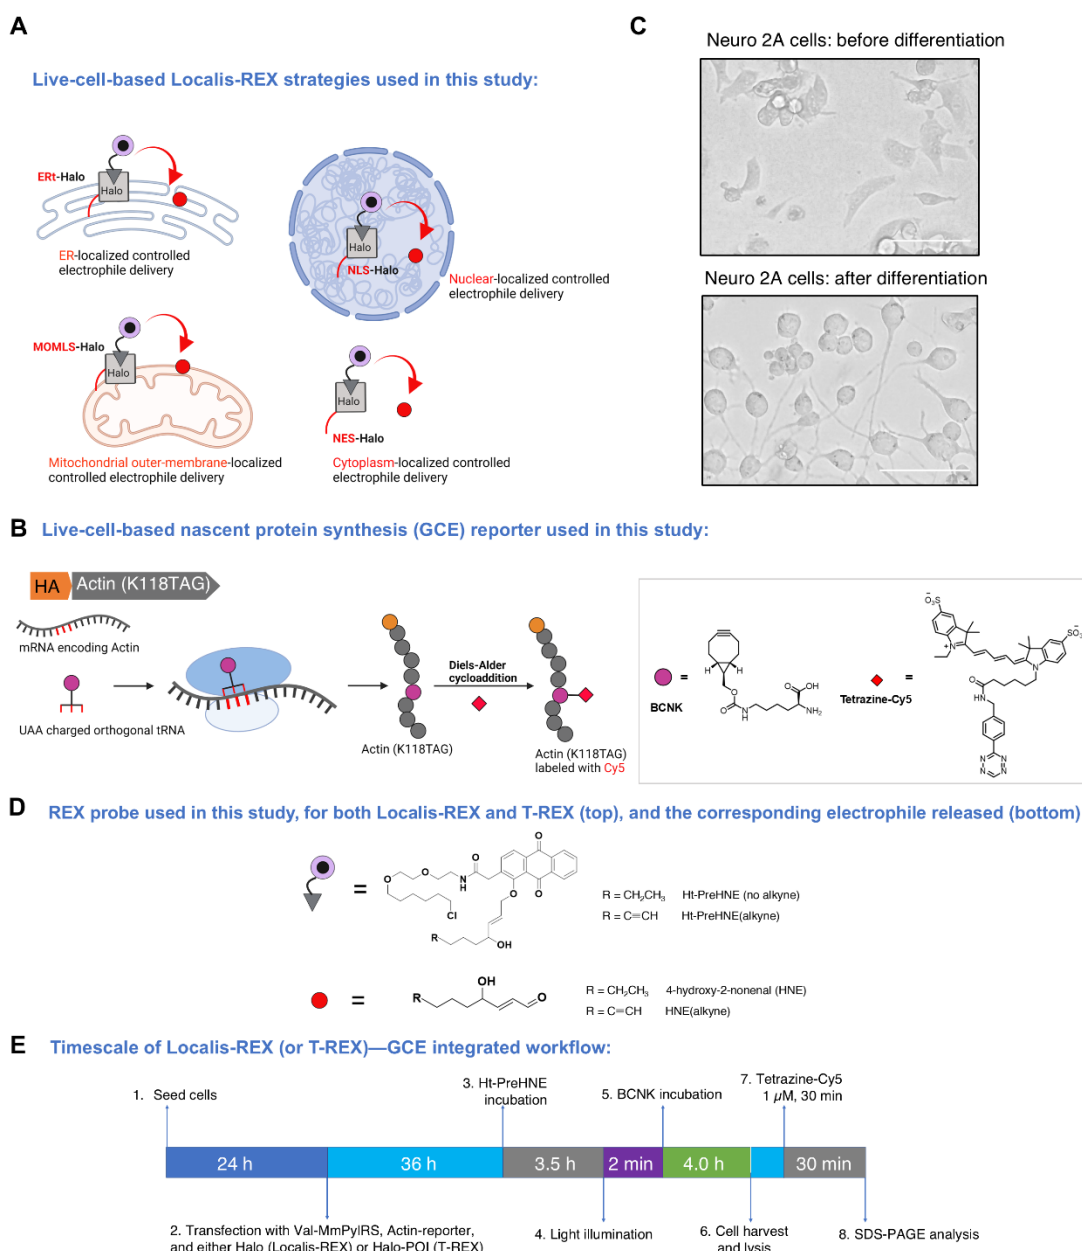 A
Live-cell-based Localis-REX strategies used in this study:
ERt-Halo
Halo
ER-localized controlled
electrophile delivery
Halo
NLS-Halo
Nuclear-localized controlled
electrophile delivery
MOMLS-Halo
Halo
Mitochondrial outer-membrane-localized
controlled electrophile delivery
Halo
NES-Halo
Cytoplasm-localized controlled
electrophile delivery
C
Neuro 2A cells: before differentiation
Neuro 2A cells: after differentiation
B
Live-cell-based nascent protein synthesis (GCE) reporter used in this study:
HA
Actin (K118TAG)
mRNA encoding Actin
UAA charged orthogonal tRNA
Actin (K118TAG)
Diels-Alder
cycloaddition
Actin (K118TAG)
labeled with Cy5
=
BCNK
H
H
O
O
NH
OH
O
NH₂
=
Tetrazine-Cy5
⁻O₃S
SO₃⁻
N⁺
N
O
NH
N N
N N
D
REX probe used in this study, for both Localis-REX and T-REX (top), and the corresponding electrophile released (bottom)
=
O
O
N
H
O
Cl
O
O
O
R
OH
R = CH₂CH₃ Ht-PreHNE (no alkyne)
R = C≡CH Ht-PreHNE(alkyne)
=
OH
R
O
R = CH₂CH₃ 4-hydroxy-2-nonenal (HNE)
R = C≡CH HNE(alkyne)
E
Timescale of Localis-REX (or T-REX)—GCE integrated workflow:
1. Seed cells
3. Ht-PreHNE
incubation
5. BCNK incubation
7. Tetrazine-Cy5
1 µM, 30 min
24 h
36 h
3.5 h
2 min
4.0 h
30 min
2. Transfection with Val-MmPylRS, Actin-reporter,
and either Halo (Localis-REX) or Halo-POI (T-REX)
4. Light illumination
6. Cell harvest
and lysis
8. SDS-PAGE analysis